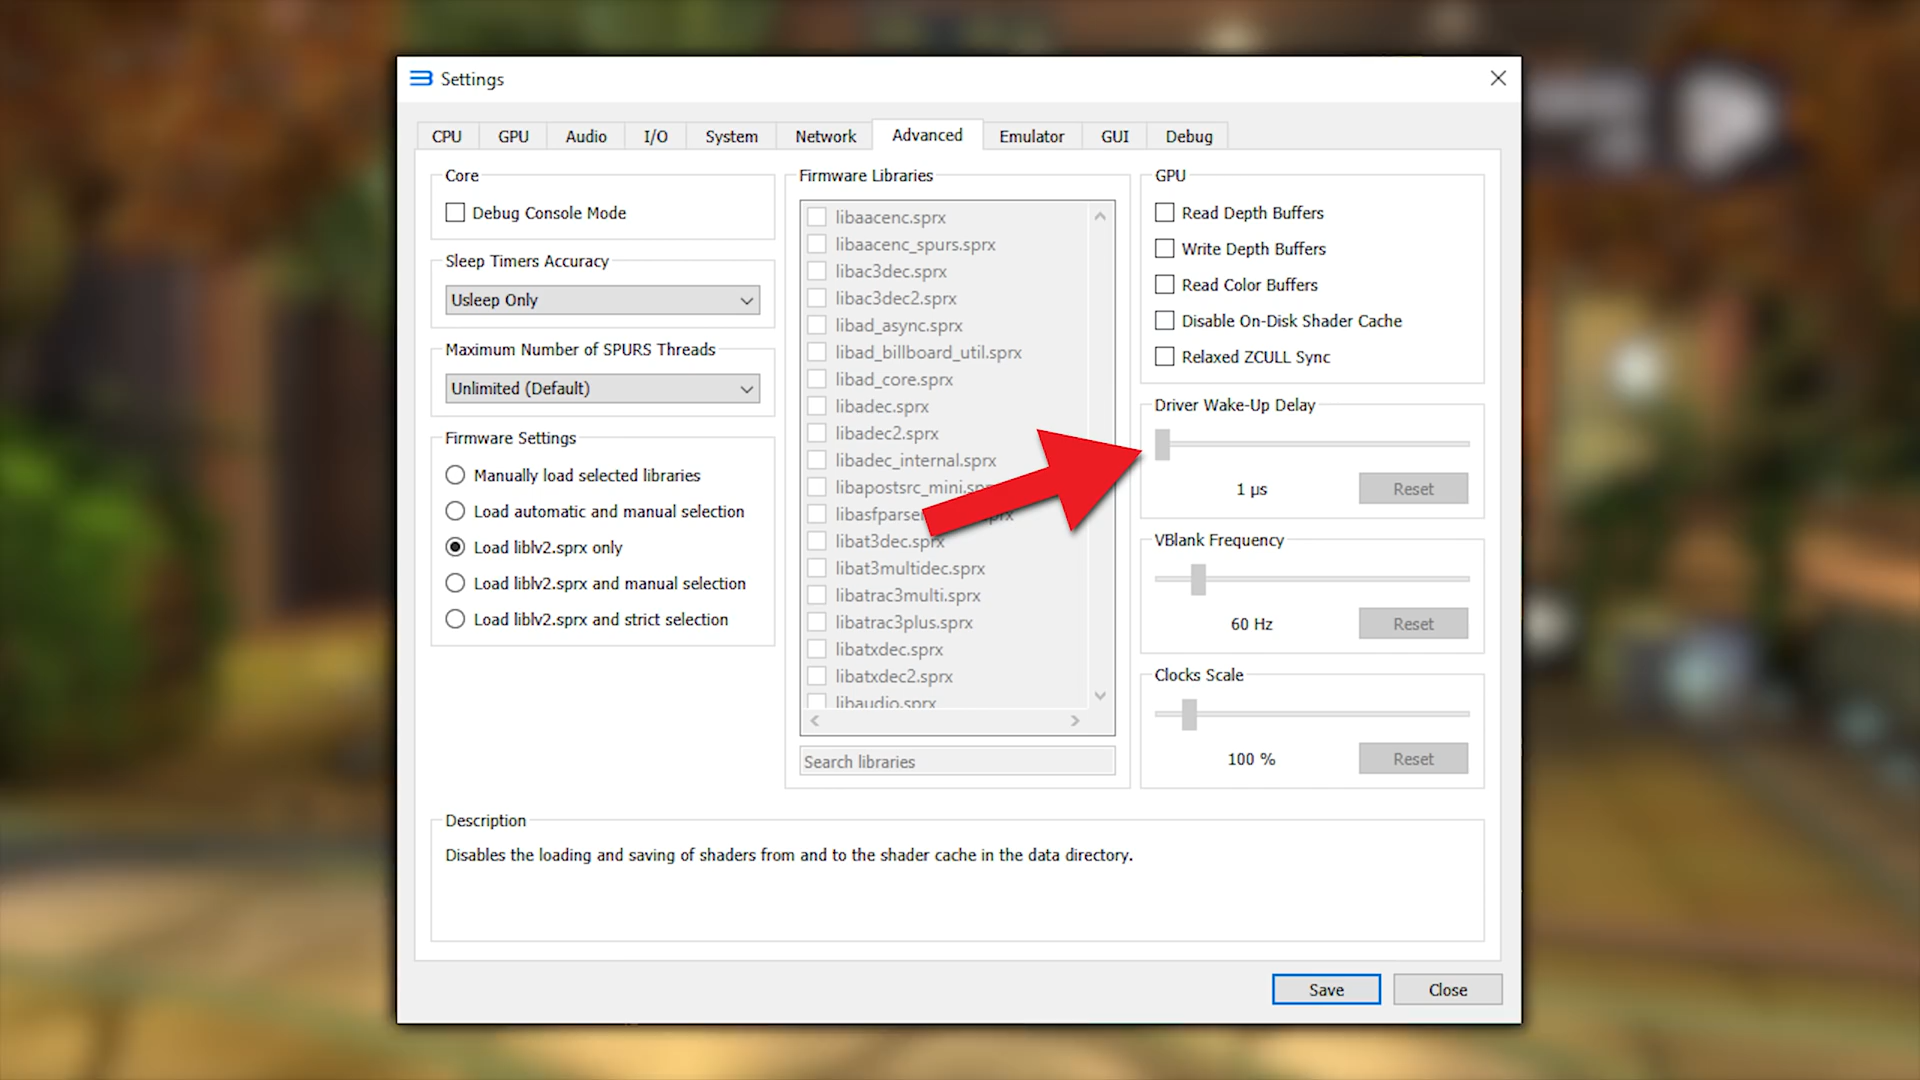 Settings
CPU
GPU
Audio
I/O
System
Network
Advanced
Emulator
GUI
Debug
Core
Debug Console Mode
Sleep Timers Accuracy
Usleep Only
Maximum Number of SPURS Threads
Unlimited (Default)
Firmware Settings
Manually load selected libraries
Load automatic and manual selection
Load liblv2.sprx only
Load liblv2.sprx and manual selection
Load liblv2.sprx and strict selection
Firmware Libraries
libaacenc.sprx
libaacenc_spurs.sprx
libac3dec.sprx
libac3dec2.sprx
libad_async.sprx
libad_billboard_util.sprx
libad_core.sprx
libadec.sprx
libadec2.sprx
libadec_internal.sprx
libapostsrc_mini.sprx
libat3dec.sprx
libat3multidec.sprx
libatrac3multi.sprx
libatrac3plus.sprx
libatxdec.sprx
libatxdec2.sprx
libaudio.sprx
Search libraries
GPU
Read Depth Buffers
Write Depth Buffers
Read Color Buffers
Disable On-Disk Shader Cache
Relaxed ZCULL Sync
Driver Wake-Up Delay
1 µs
Reset
VBlank Frequency
60 Hz
Reset
Clocks Scale
100 %
Reset
Description
Disables the loading and saving of shaders from and to the shader cache in the data directory.
Save
Close